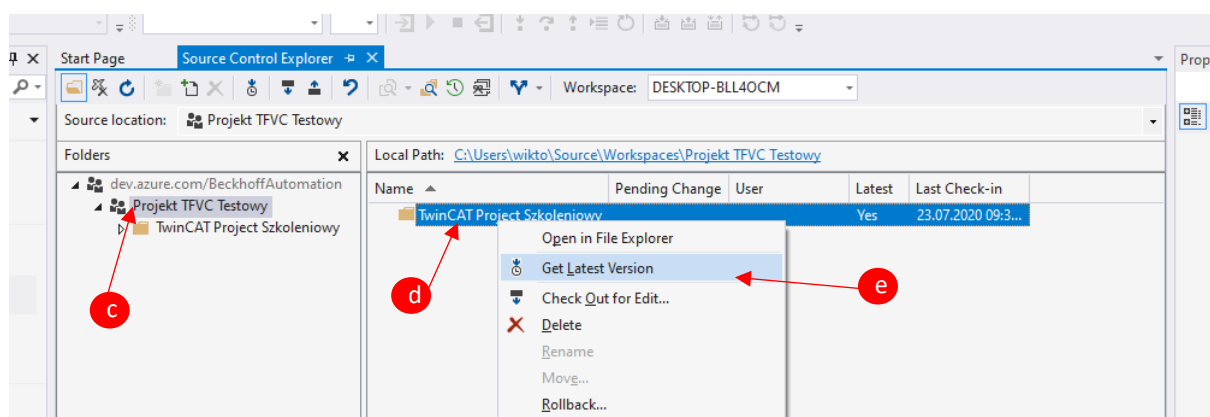 Start Page
Source Control Explorer
Prop
Workspace: DESKTOP-BLL4OCM
Source location: Projekt TFVC Testowy
Folders
Local Path: C:\Users\wikto\Source\Workspaces\Projekt TFVC Testowy
dev.azure.com/BeckhoffAutomation
Name Pending Change User Latest Last Check-in
Projekt TFVC Testowy
TwinCAT Project Szkoleniowy Yes 23.07.2020 09:3...
TwinCAT Project Szkoleniowy
Open in File Explorer
Get Latest Version
Check Out for Edit...
Delete
Rename
Move...
Rollback...
c
d
e